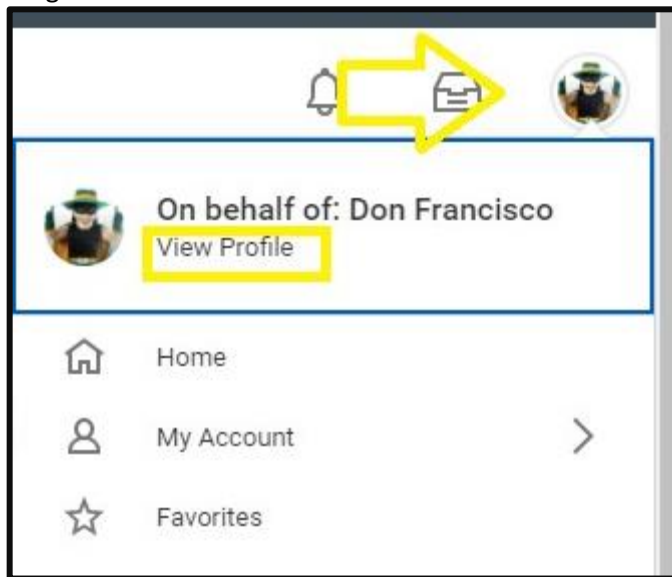 On behalf of: Don Francisco
View Profile
Home
My Account
Favorites